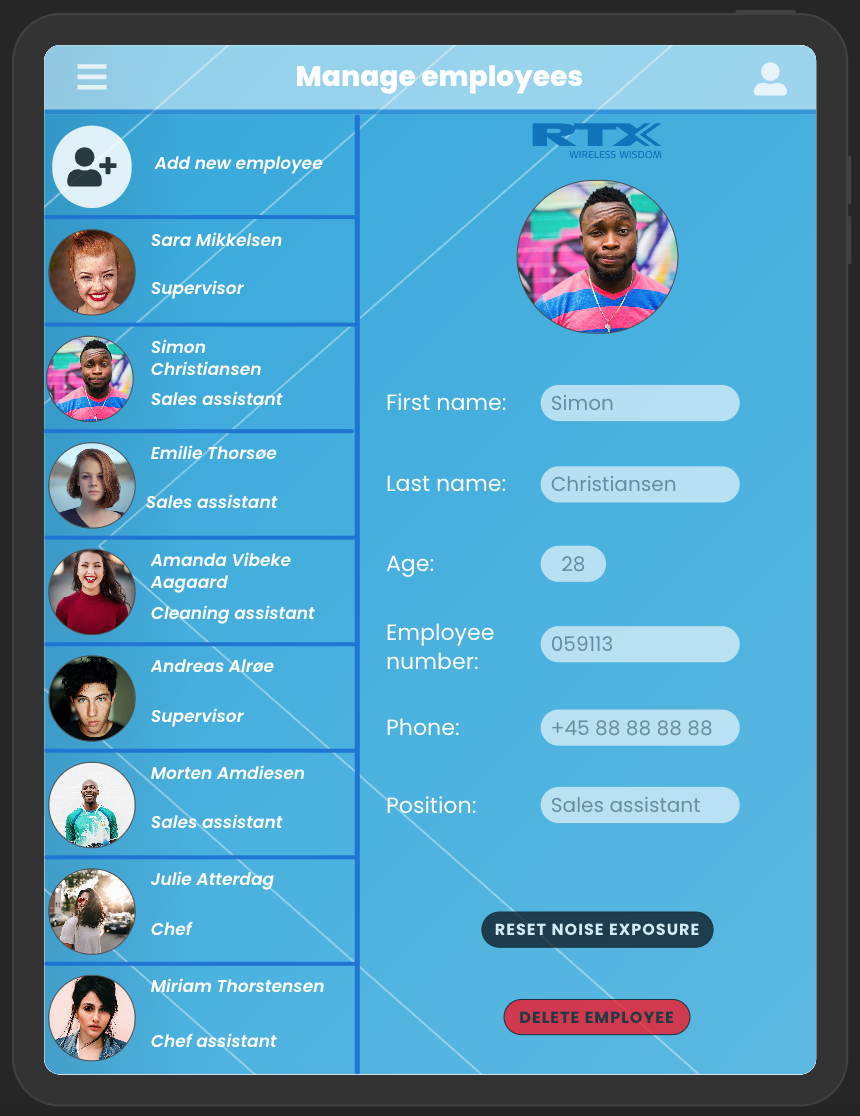 Manage employees
Add new employee
Sara Mikkelsen
Supervisor
Simon
Christiansen
Sales assistant
Emilie Thorsøe
Sales assistant
Amanda Vibeke
Aagaard
Cleaning assistant
Andreas Alrøe
Supervisor
Morten Amdiesen
Sales assistant
Julie Atterdag
Chef
Miriam Thorstensen
Chef assistant
RTX
WIRELESS WISDOM
First name: Simon
Last name: Christiansen
Age: 28
Employee
number: 059113
Phone: +45 88 88 88 88
Position: Sales assistant
RESET NOISE EXPOSURE
DELETE EMPLOYEE